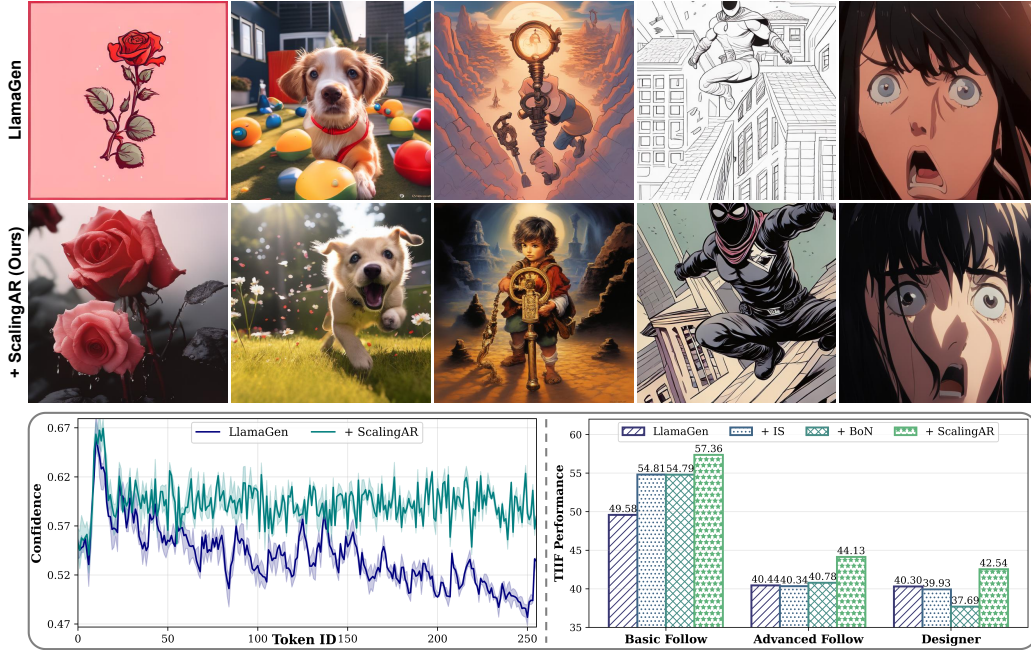 LlamaGen
+ ScalingAR (Ours)
LlamaGen
+ ScalingAR
0.67
0.62
0.57
0.52
0.47
Confidence
0
50
100
150
200
250
Token ID
LlamaGen
+ IS
+ BoN
+ ScalingAR
60
55
50
45
40
35
TIIF Performance
49.58
54.81
54.79
57.36
40.44
40.34
40.78
44.13
40.30
39.93
37.69
42.54
Basic Follow
Advanced Follow
Designer